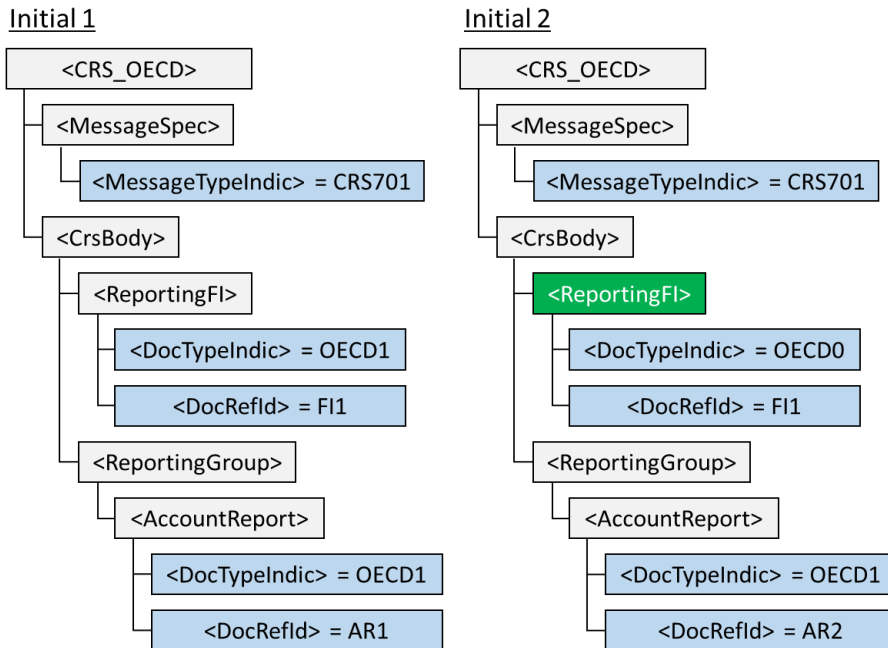 Initial 1
<CRS_OECD>
<MessageSpec>
<MessageTypeIndic> = CRS701
<CrsBody>
<ReportingFI>
<DocTypeIndic> = OECD1
<DocRefId> = FI1
<ReportingGroup>
<AccountReport>
<DocTypeIndic> = OECD1
<DocRefId> = AR1
Initial 2
<CRS_OECD>
<MessageSpec>
<MessageTypeIndic> = CRS701
<CrsBody>
<ReportingFI>
<DocTypeIndic> = OECD0
<DocRefId> = FI1
<ReportingGroup>
<AccountReport>
<DocTypeIndic> = OECD1
<DocRefId> = AR2